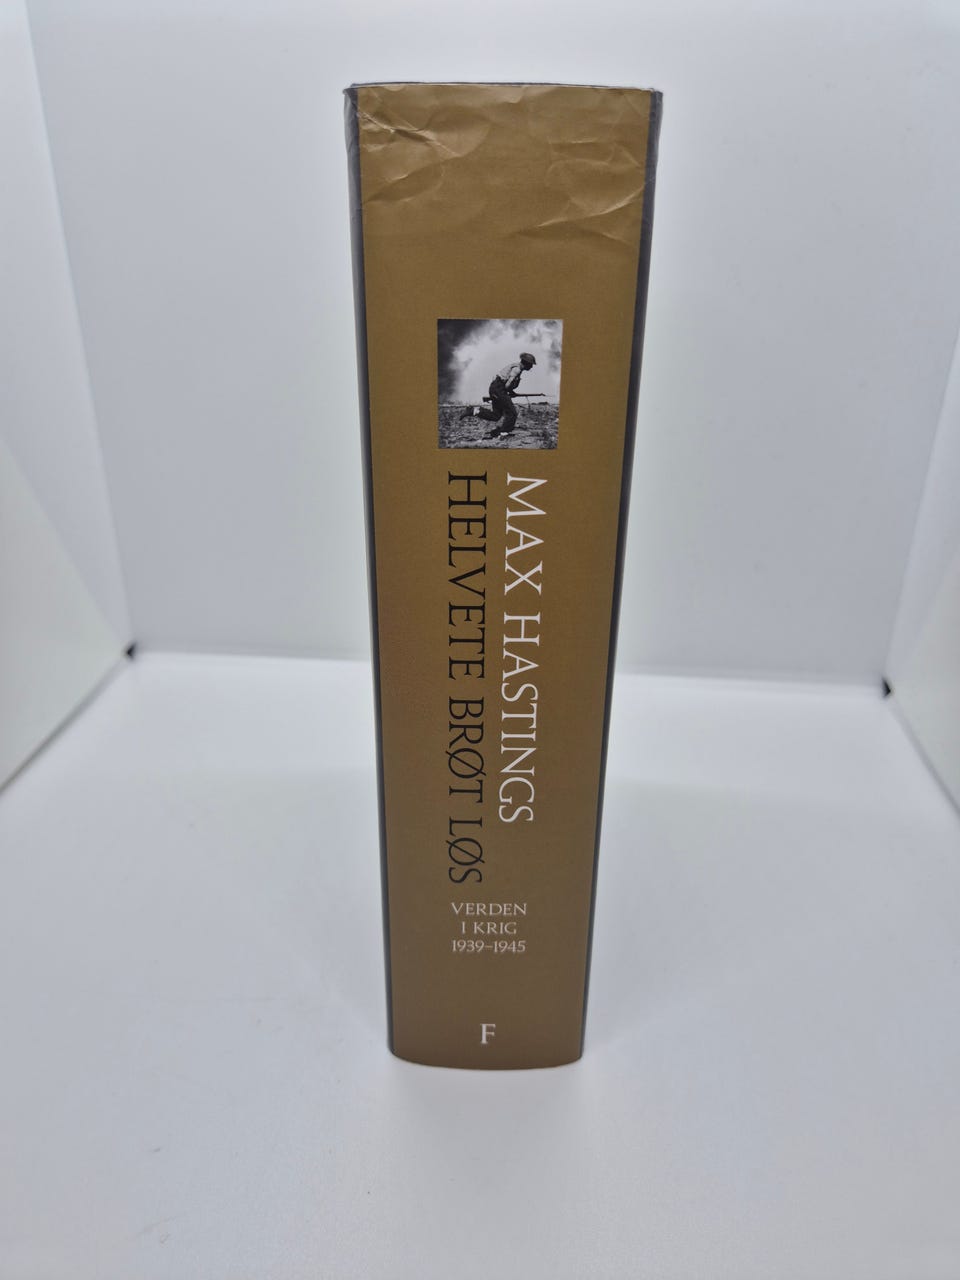 MAX HASTINGS
HELVETE BRØT LØS
VERDEN
I KRIG
1939–1945
F